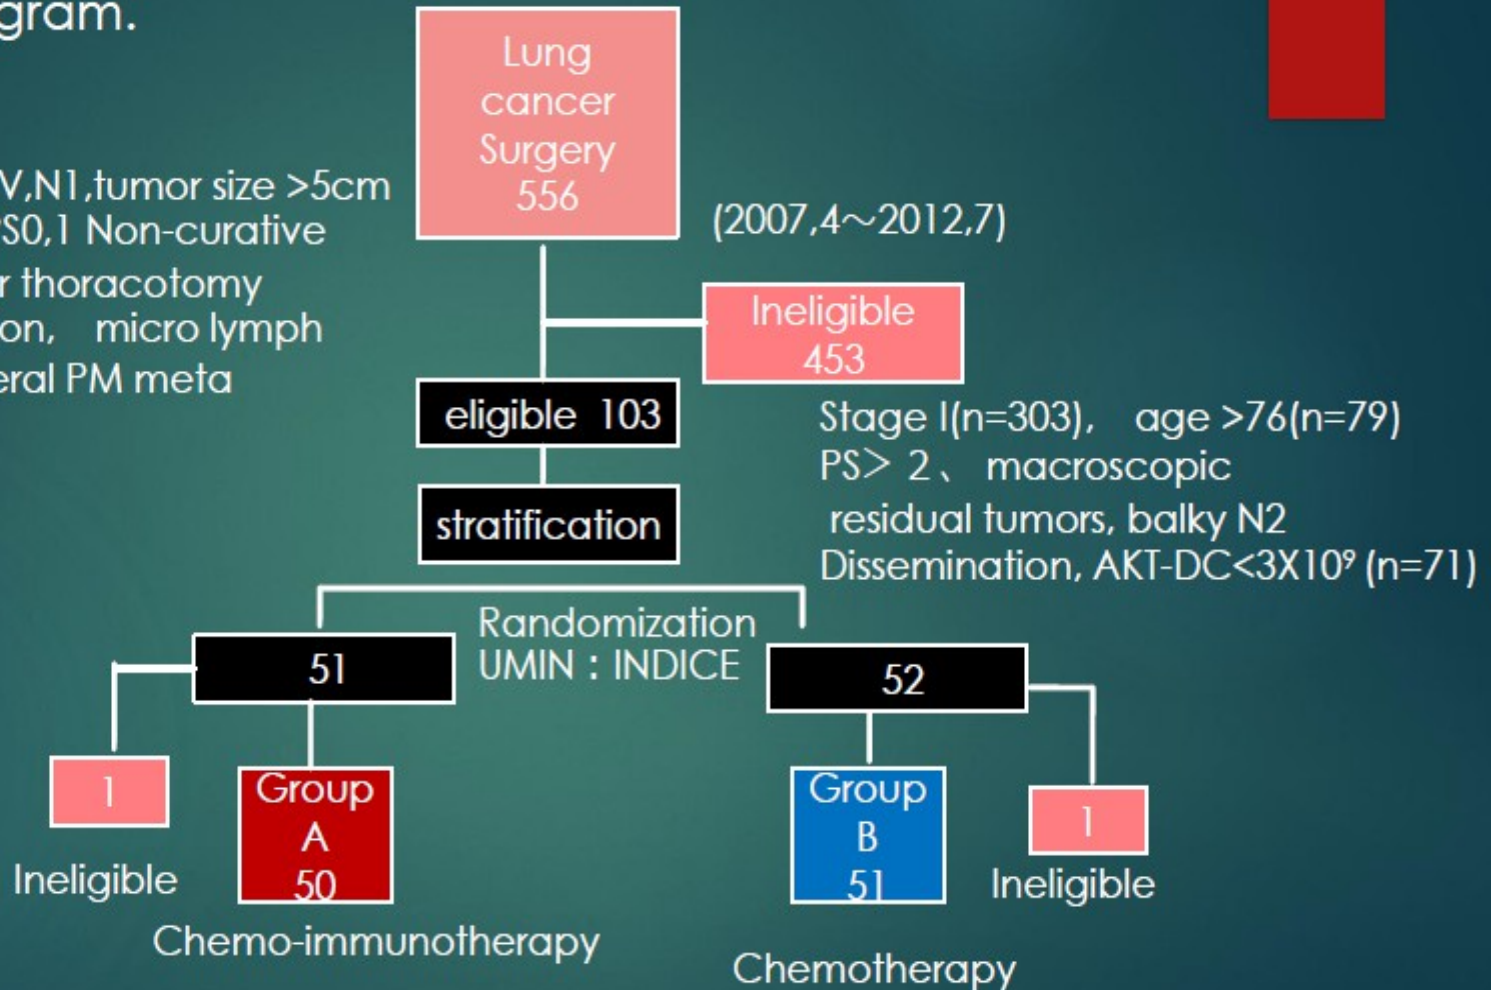 gram.
Lung
cancer
Surgery
556
V,N1,tumor size >5cm
PS0,1 Non-curative
r thoracotomy
on, micro lymph
eral PM meta
(2007,4～2012,7)
Ineligible
453
eligible 103
Stage I(n=303), age >76(n=79)
PS＞ 2 、 macroscopic
residual tumors, balky N2
Dissemination, AKT-DC<3X10⁹ (n=71)
stratification
Randomization
UMIN：INDICE
51
52
1
Ineligible
Group
A
50
Chemo-immunotherapy
Group
B
51
Chemotherapy
1
Ineligible